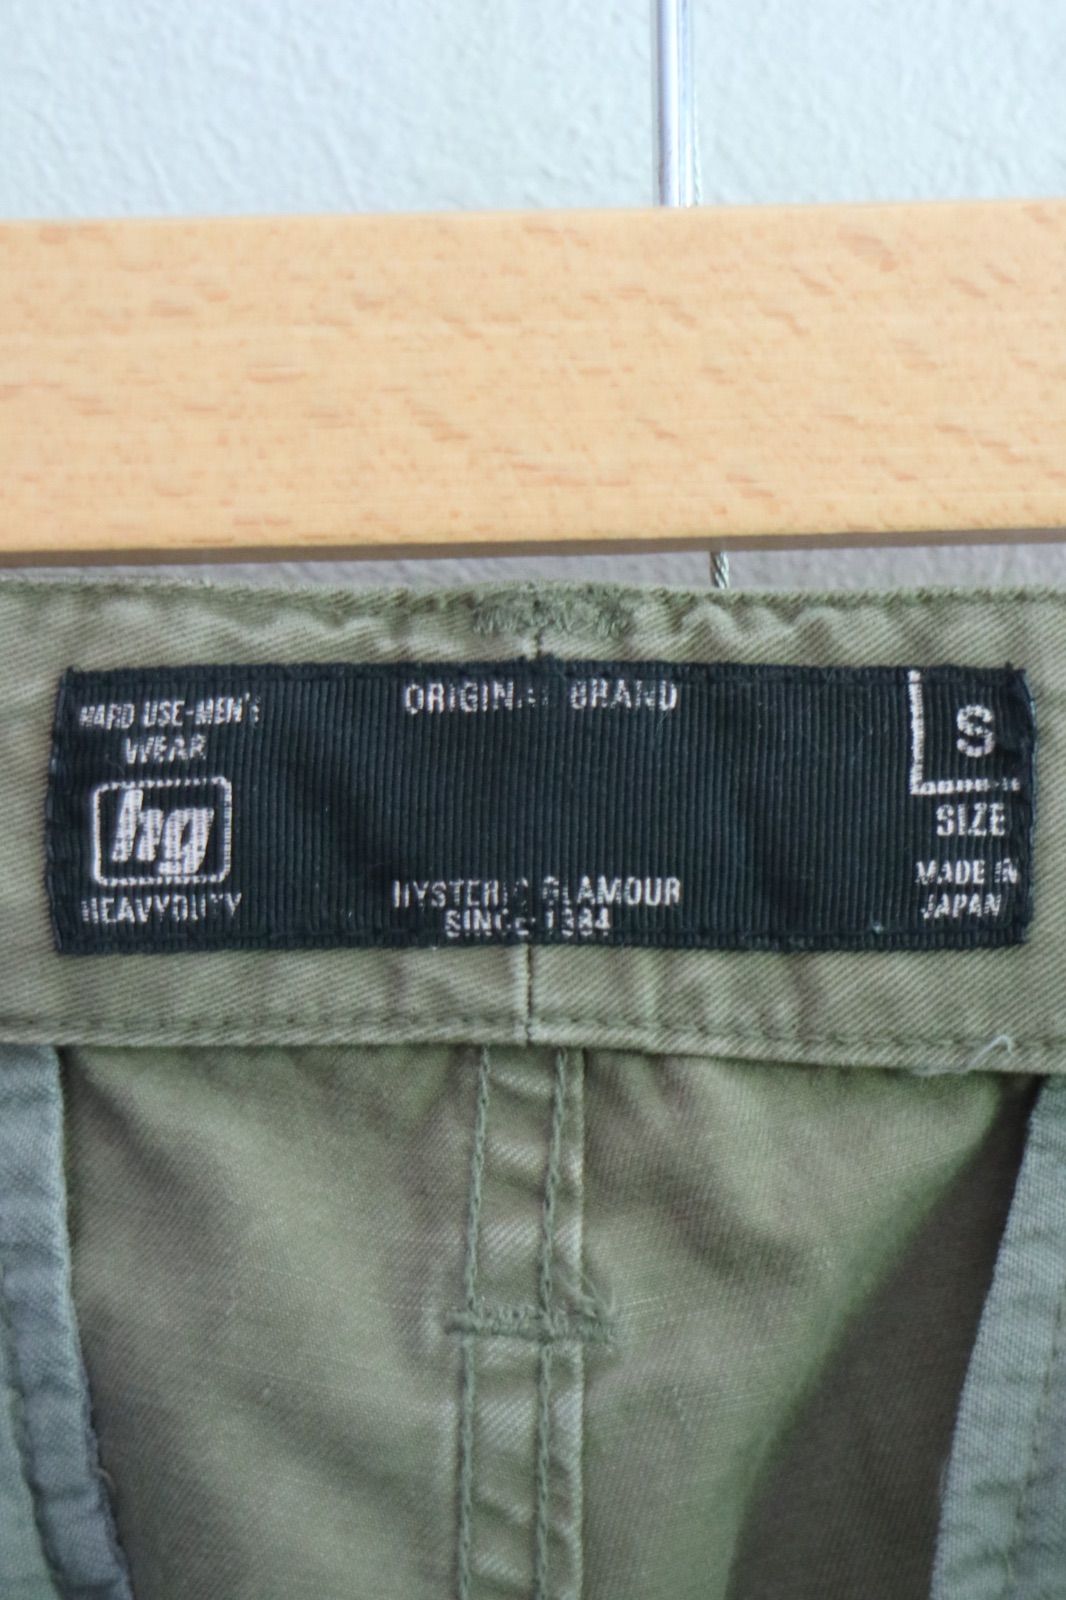 HARD USE-MEN'S
WEAR
hg
HEAVYDUTY
ORIGINAL BRAND
HYSTERIC GLAMOUR
SINCE 1984
S
SIZE
MADE IN
JAPAN